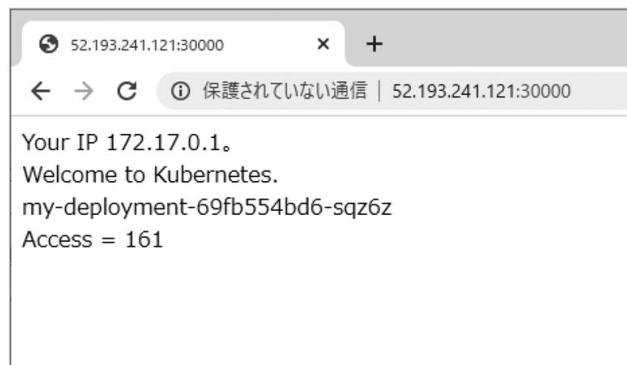 52.193.241.121:30000
保護されていない通信 | 52.193.241.121:30000
Your IP 172.17.0.1。
Welcome to Kubernetes.
my-deployment-69fb554bd6-sqz6z
Access = 161